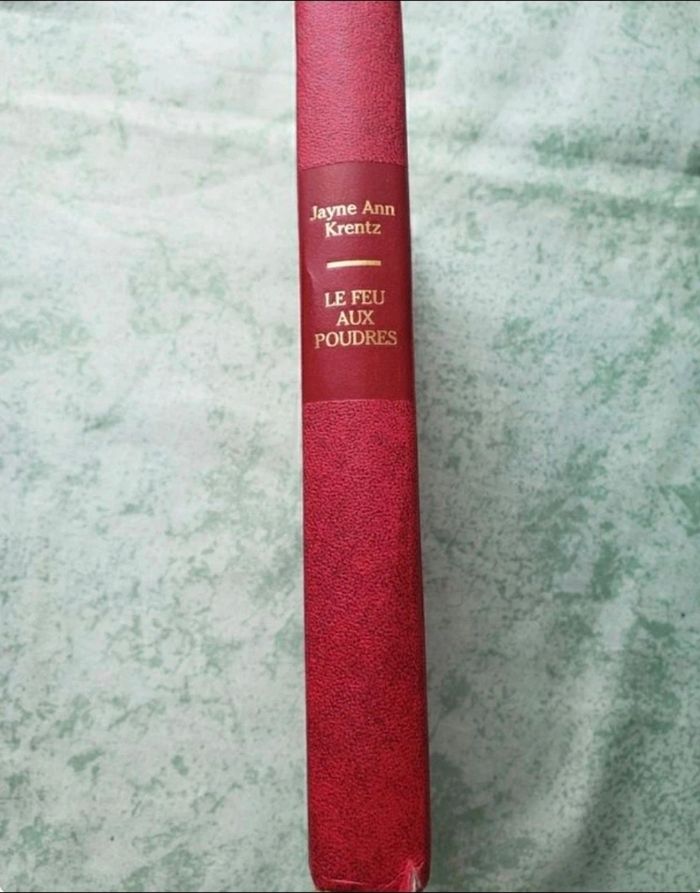 Jayne Ann
Krentz
LE FEU
AUX
POUDRES